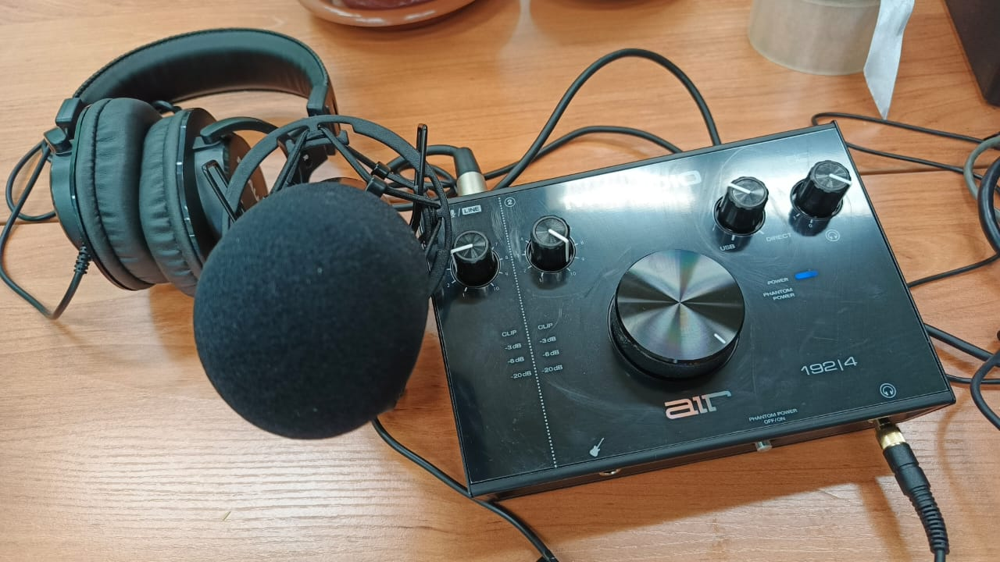 LINE
2
DIRECT
USB
POWER
PHANTOM
POWER
CLIP
-3dB
-6dB
-20dB
CLIP
-3dB
-6dB
-20dB
192|4
AIR
PHANTOM POWER
OFF/ON